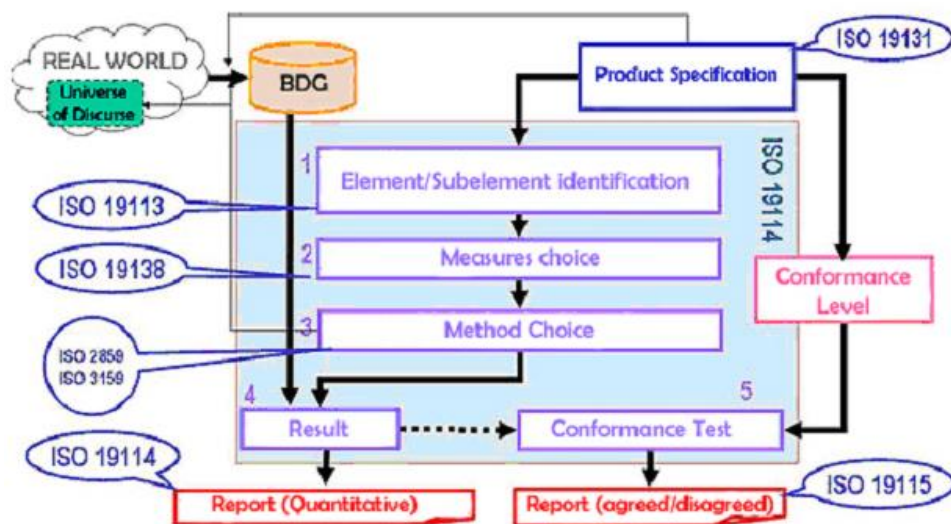 REAL WORLD
Universe
of Discurse
BDG
Product Specification
ISO 19131
1
Element/Subelement identification
ISO 19114
ISO 19113
2
Measures choice
ISO 19138
Conformance
Level
3
Method Choice
ISO 2859
ISO 3159
4
Result
5
Conformance Test
ISO 19114
Report (Quantitative)
Report (agreed/disagreed)
ISO 19115